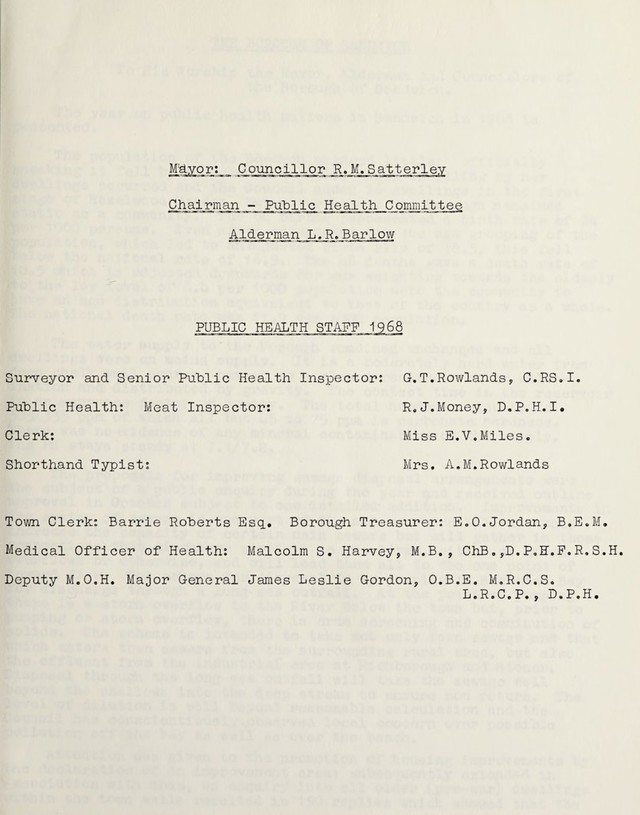 Mayor: Councillor R.M.Satterley
Chairman - Public Health Committee
Alderman L.R.Barlow
PUBLIC HEALTH STAFF 1968
Surveyor and Senior Public Health Inspector: G.T.Rowlands, C.RS.I.
Public Health: Meat Inspector: R.J.Money, D.P.H.I.
Clerk: Miss E.V.Miles.
Shorthand Typist: Mrs. A.M.Rowlands
Town Clerk: Barrie Roberts Esq. Borough Treasurer: E.O.Jordan, B.E.M.
Medical Officer of Health: Malcolm S. Harvey, M.B., ChB.,D.P.H.F.R.S.H.
Deputy M.O.H. Major General James Leslie Gordon, O.B.E. M.R.C.S.
L.R.C.P., D.P.H.